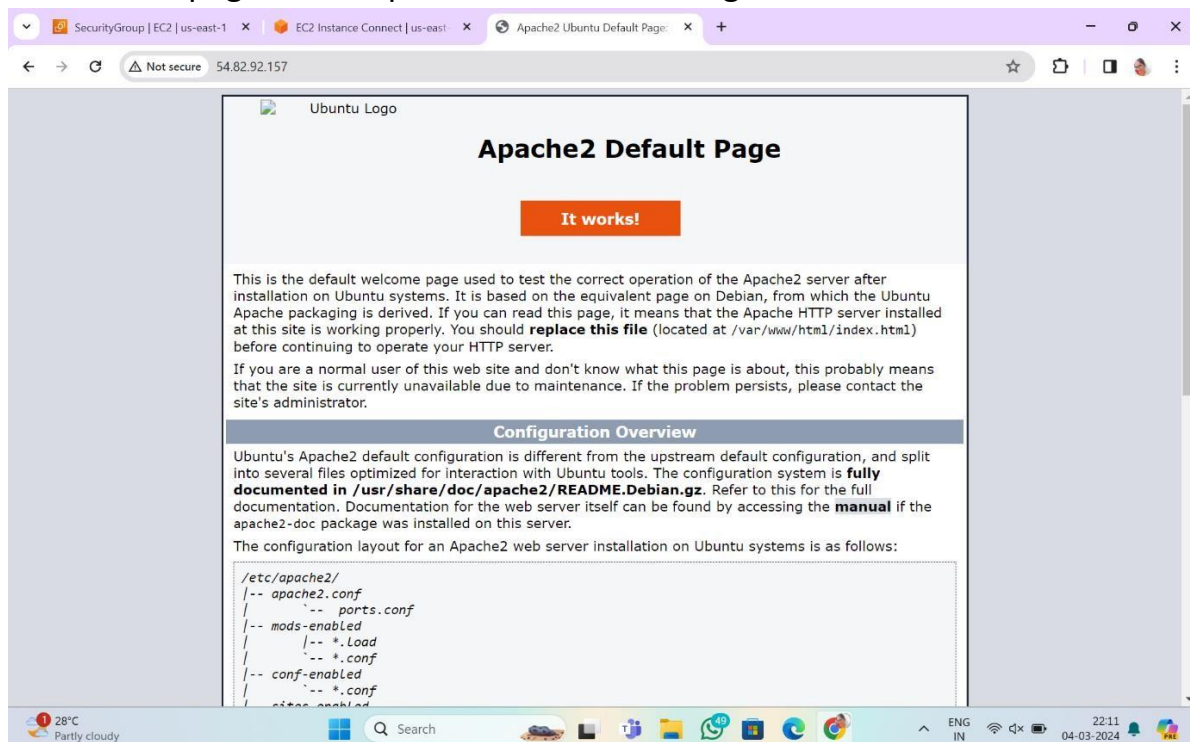 SecurityGroup | EC2 | us-east-1
EC2 Instance Connect | us-east-
Apache2 Ubuntu Default Page:
Not secure 54.82.92.157
Ubuntu Logo
Apache2 Default Page
It works!
This is the default welcome page used to test the correct operation of the Apache2 server after
installation on Ubuntu systems. It is based on the equivalent page on Debian, from which the Ubuntu
Apache packaging is derived. If you can read this page, it means that the Apache HTTP server installed
at this site is working properly. You should replace this file (located at /var/www/html/index.html)
before continuing to operate your HTTP server.
If you are a normal user of this web site and don't know what this page is about, this probably means
that the site is currently unavailable due to maintenance. If the problem persists, please contact the
site's administrator.
Configuration Overview
Ubuntu's Apache2 default configuration is different from the upstream default configuration, and split
into several files optimized for interaction with Ubuntu tools. The configuration system is fully
documented in /usr/share/doc/apache2/README.Debian.gz. Refer to this for the full
documentation. Documentation for the web server itself can be found by accessing the manual if the
apache2-doc package was installed on this server.
The configuration layout for an Apache2 web server installation on Ubuntu systems is as follows:
/etc/apache2/
|-- apache2.conf
|       `--  ports.conf
|-- mods-enabled
|       |-- *.load
|       `-- *.conf
|-- conf-enabled
|       `-- *.conf
1
28°C
Partly cloudy
Search
49
PRE
ENG
IN
22:11
04-03-2024